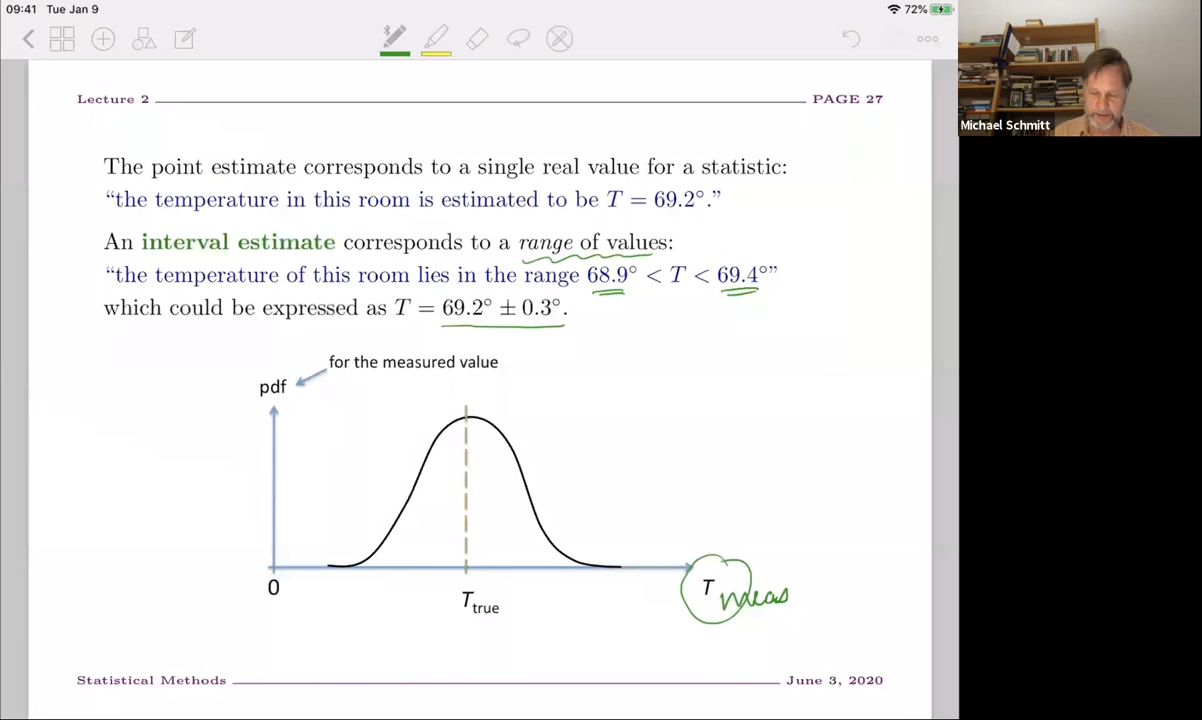 09:41 Tue Jan 9
72%
Lecture 2
PAGE 27
Michael Schmitt
The point estimate corresponds to a single real value for a statistic:
“the temperature in this room is estimated to be T = 69.2°.”
An interval estimate corresponds to a range of values:
“the temperature of this room lies in the range 68.9° < T < 69.4°”
which could be expressed as T = 69.2° ± 0.3°.
for the measured value
pdf
0
T true
T meas
Statistical Methods
June 3, 2020